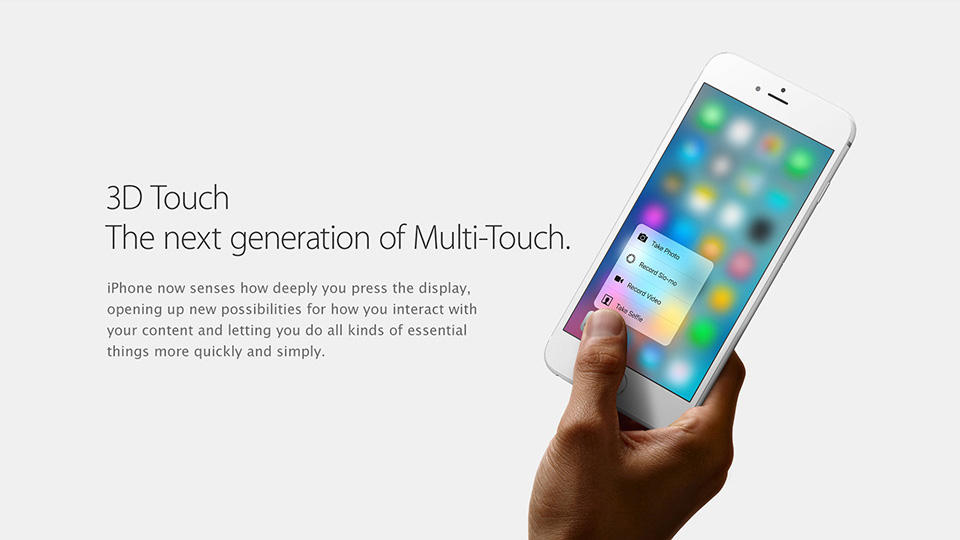 3D Touch
The next generation of Multi-Touch.
iPhone now senses how deeply you press the display,
opening up new possibilities for how you interact with
your content and letting you do all kinds of essential
things more quickly and simply.
Take Photo
Record Slo-mo
Record Video
Take Selfie